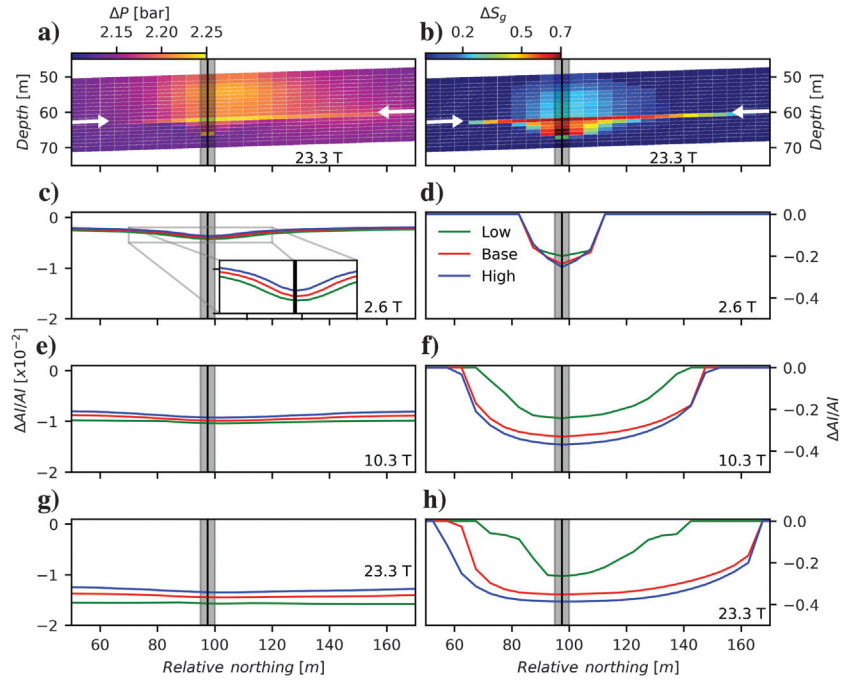 a) ΔP [bar] b) ΔS_g
2.15 2.20 2.25 0.2 0.5 0.7
50
60
70
Depth [m]
23.3 T
50
60
70
Depth [m]
23.3 T
c)
0
−1
−2
2.6 T
d)
Low
Base
High
0.0
−0.2
−0.4
2.6 T
ΔAI/AI [x10⁻²]
e)
0
−1
−2
10.3 T
f)
0.0
−0.2
−0.4
10.3 T
ΔAI/AI
g)
0
−1
−2
23.3 T
h)
0.0
−0.2
−0.4
23.3 T
60 80 100 120 140 160
Relative northing [m]
60 80 100 120 140 160
Relative northing [m]